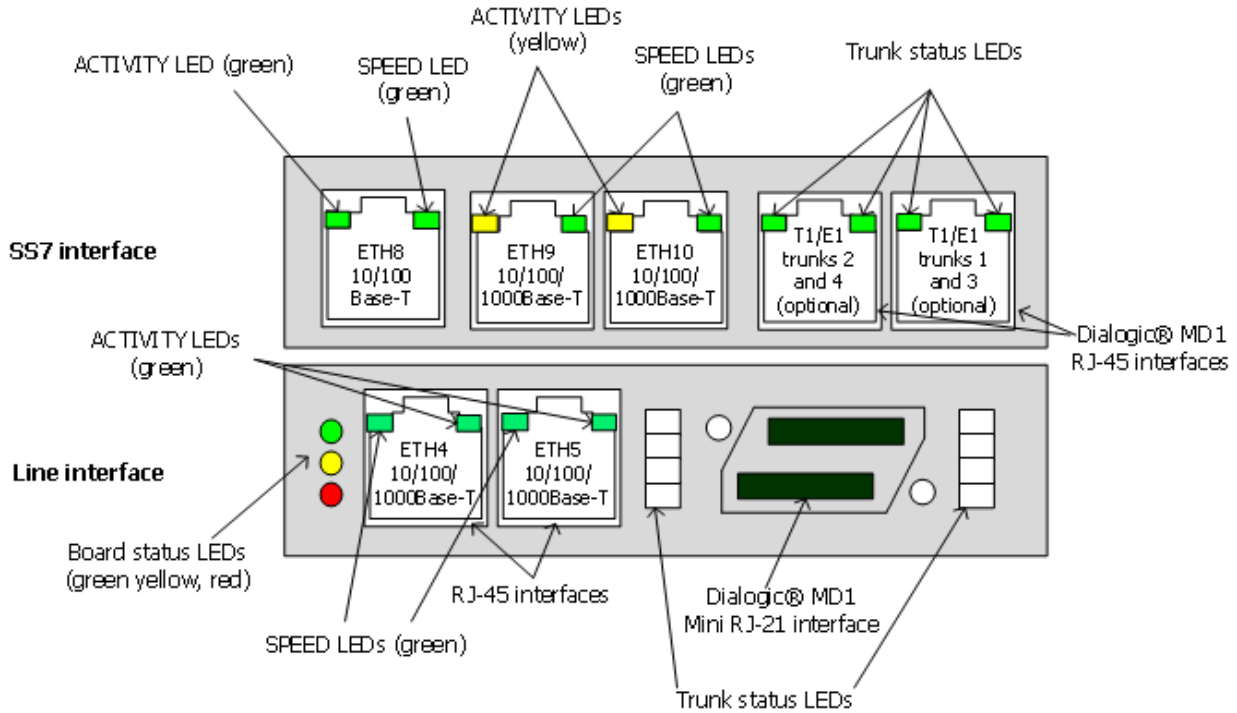 ACTIVITY LEDs
(yellow)
ACTIVITY LED (green)
SPEED LED
(green)
SPEED LEDs
(green)
Trunk status LEDs
SS7 interface
ETH8
10/100
Base-T
ETH9
10/100/
1000Base-T
ETH10
10/100/
1000Base-T
T1/E1
trunks 2
and 4
(optional)
T1/E1
trunks 1
and 3
(optional)
Dialogic® MD1
RJ-45 interfaces
ACTIVITY LEDs
(green)
Line interface
ETH4
10/100/
1000Base-T
ETH5
10/100/
1000Base-T
Board status LEDs
(green yellow, red)
RJ-45 interfaces
Dialogic® MD1
Mini RJ-21 interface
SPEED LEDs (green)
Trunk status LEDs